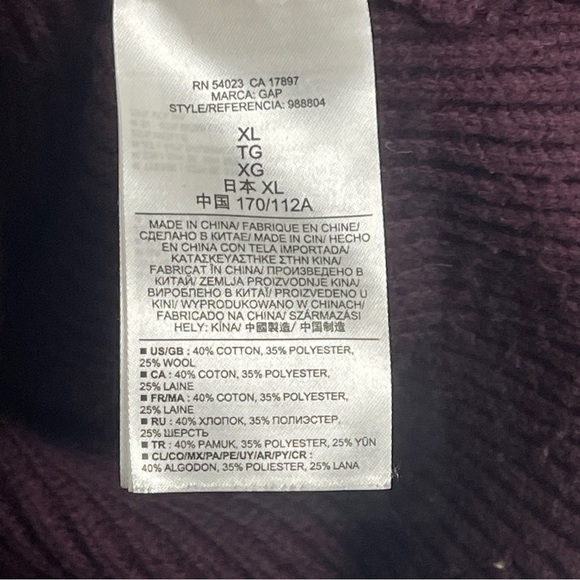 RN 54023 CA 17897
MARCA: GAP
STYLE/REFERENCIA: 988804
XL
TG
XG
日本 XL
中国 170/112A
MADE IN CHINA/ FABRIQUE EN CHINE/
СДЕЛАНО В КИТАЕ/ MADE IN CIN/ HECHO
EN CHINA CON TELA IMPORTADA/
ΚΑΤΑΣΚΕΥΑΣΤΗΚΕ ΣΤΗΝ ΚΙΝΑ/
FABRICAT ÎN CHINA/ ПРОИЗВЕДЕНО В
КИТАЙ/ ZEMLJA PROIZVODNJE KINA/
ВИРОБЛЕНО В КИТАЇ/ PROIZVEDENO U
KINI/ WYPRODUKOWANO W CHINACH/
FABRICADO NA CHINA/ SZÁRMAZÁSI
HELY: KÍNA/ 中國製造/ 中国制造
■ US/GB : 40% COTTON, 35% POLYESTER,
25% WOOL
■ CA : 40% COTON, 35% POLYESTER,
25% LAINE
■ FR/MA : 40% COTON, 35% POLYESTER,
25% LAINE
■ RU : 40% ХЛОПОК, 35% ПОЛИЭСТЕР,
25% ШЕРСТЬ
■ TR : 40% PAMUK, 35% POLYESTER, 25% YÜN
■ CL/CO/MX/PA/PE/UY/AR/PY/CR :
40% ALGODON, 35% POLIESTER, 25% LANA